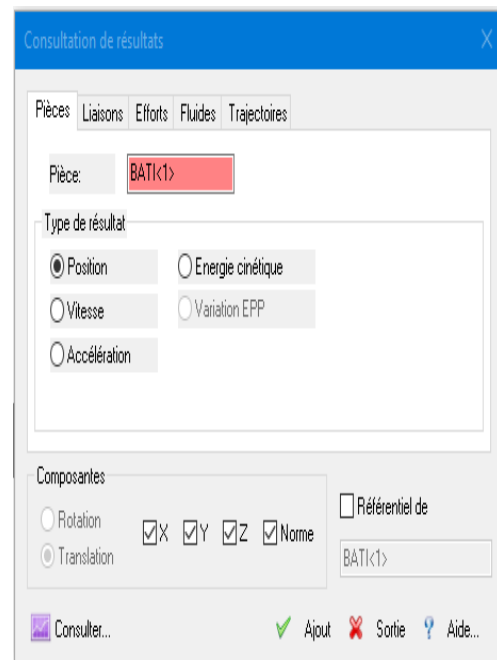 Consultation de résultats
Pièces Liaisons Efforts Fluides Trajectoires
Pièce: BATI<1>
Type de résultat
Position Energie cinétique
Vitesse Variation EPP
Accélération
Composantes
Rotation
Translation
X Y Z Norme
Référentiel de
BATI<1>
Consulter... Ajout Sortie Aide...